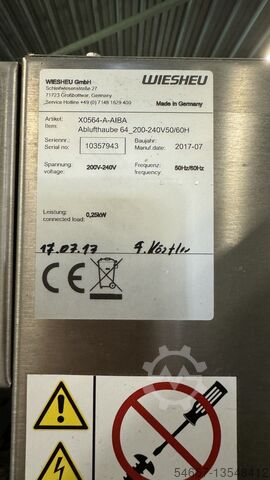 WIESHEU GmbH
Schleifwiesenstraße 27
71723 Großbottwar, Germany
Service Hotline +49 (0) 7148 1629 400
WIESHEU
Made in Germany
Artikel: X0564-A-AIBA
Item: Ablufthaube 64_200-240V50/60H
Seriennr.: 10357943 Baujahr: 2017-07
Serial no.: Manuf.date:
Spannung: 200V-240V Frequenz: 50Hz/60Hz
voltage: frequency:
Leistung: 0,25kW
connected load:
17.07.17
CE